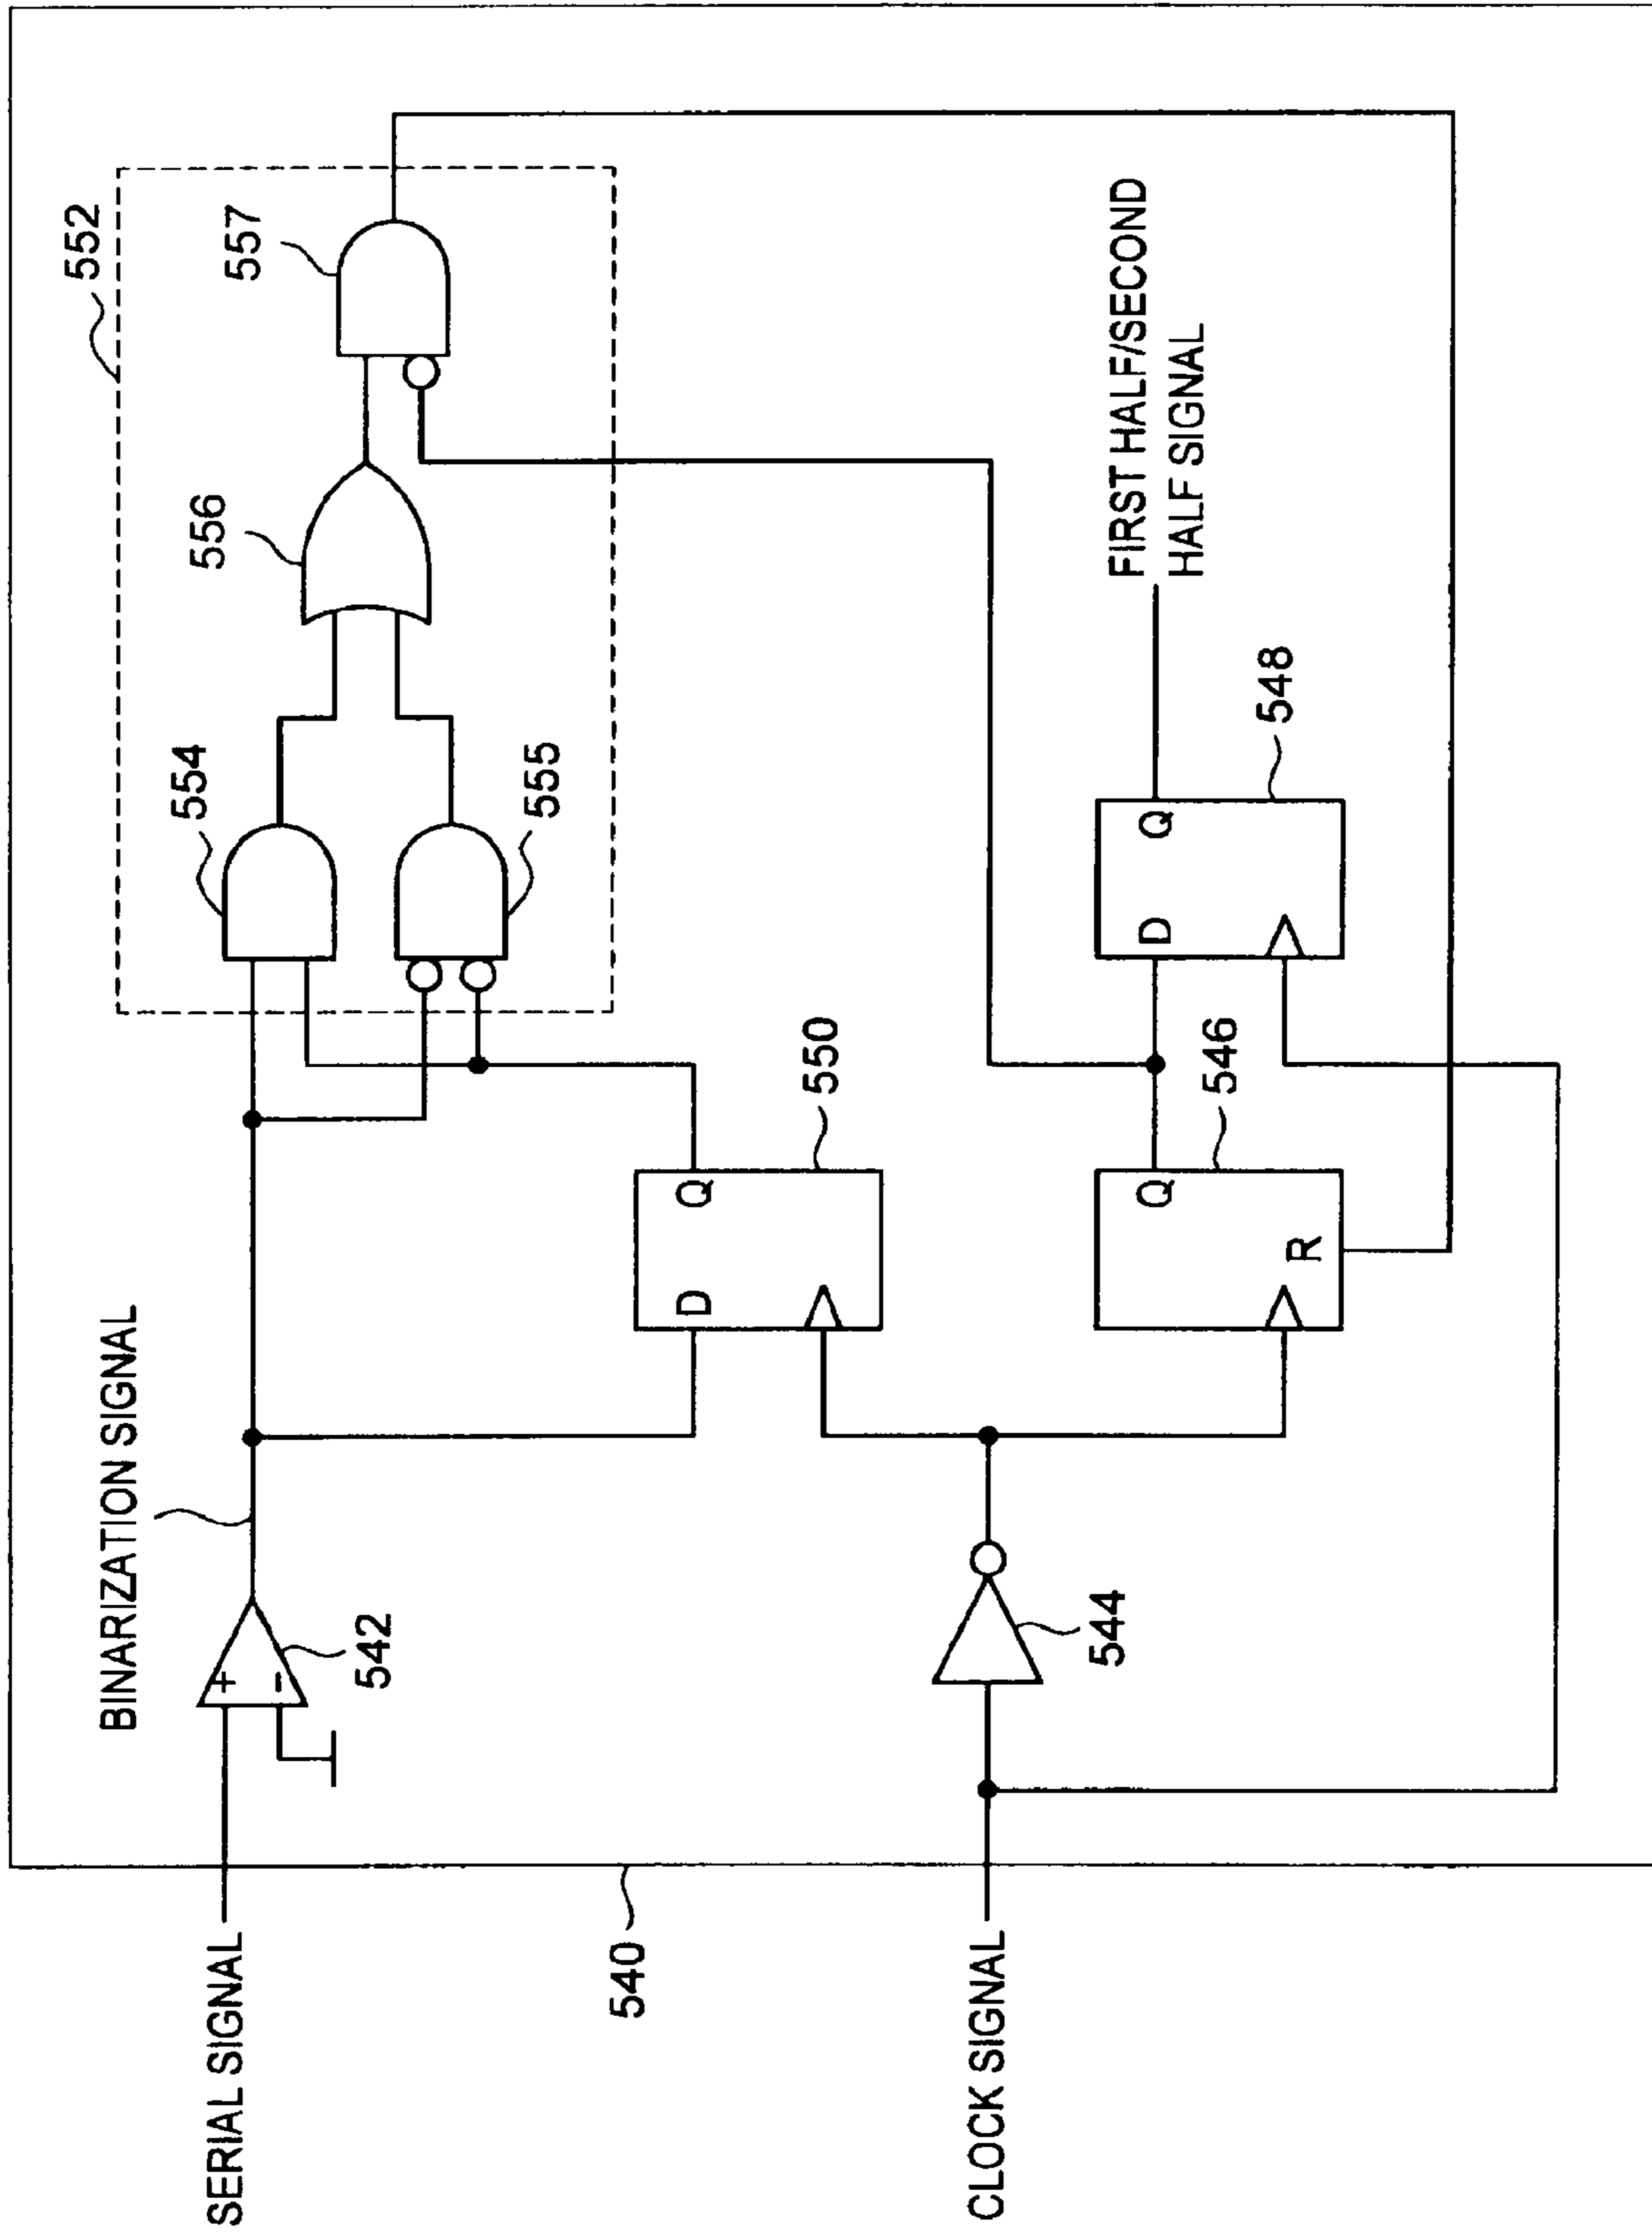 552
557
556
554
555
BINARIZATION SIGNAL
+
−
542
SERIAL SIGNAL
540
D
Q
550
FIRST HALF/SECOND
HALF SIGNAL
Q
R
546
D
Q
548
544
CLOCK SIGNAL